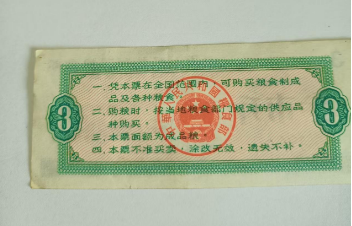 一. 凭本票在全国范围内，可购买粮食制成
品及各种粮食。
二. 购粮时，按当地粮食部门规定的供应品
种购买。
三. 本票面额为成品粮。
四. 本票不准买卖，涂改无效，遗失不补。
3
3